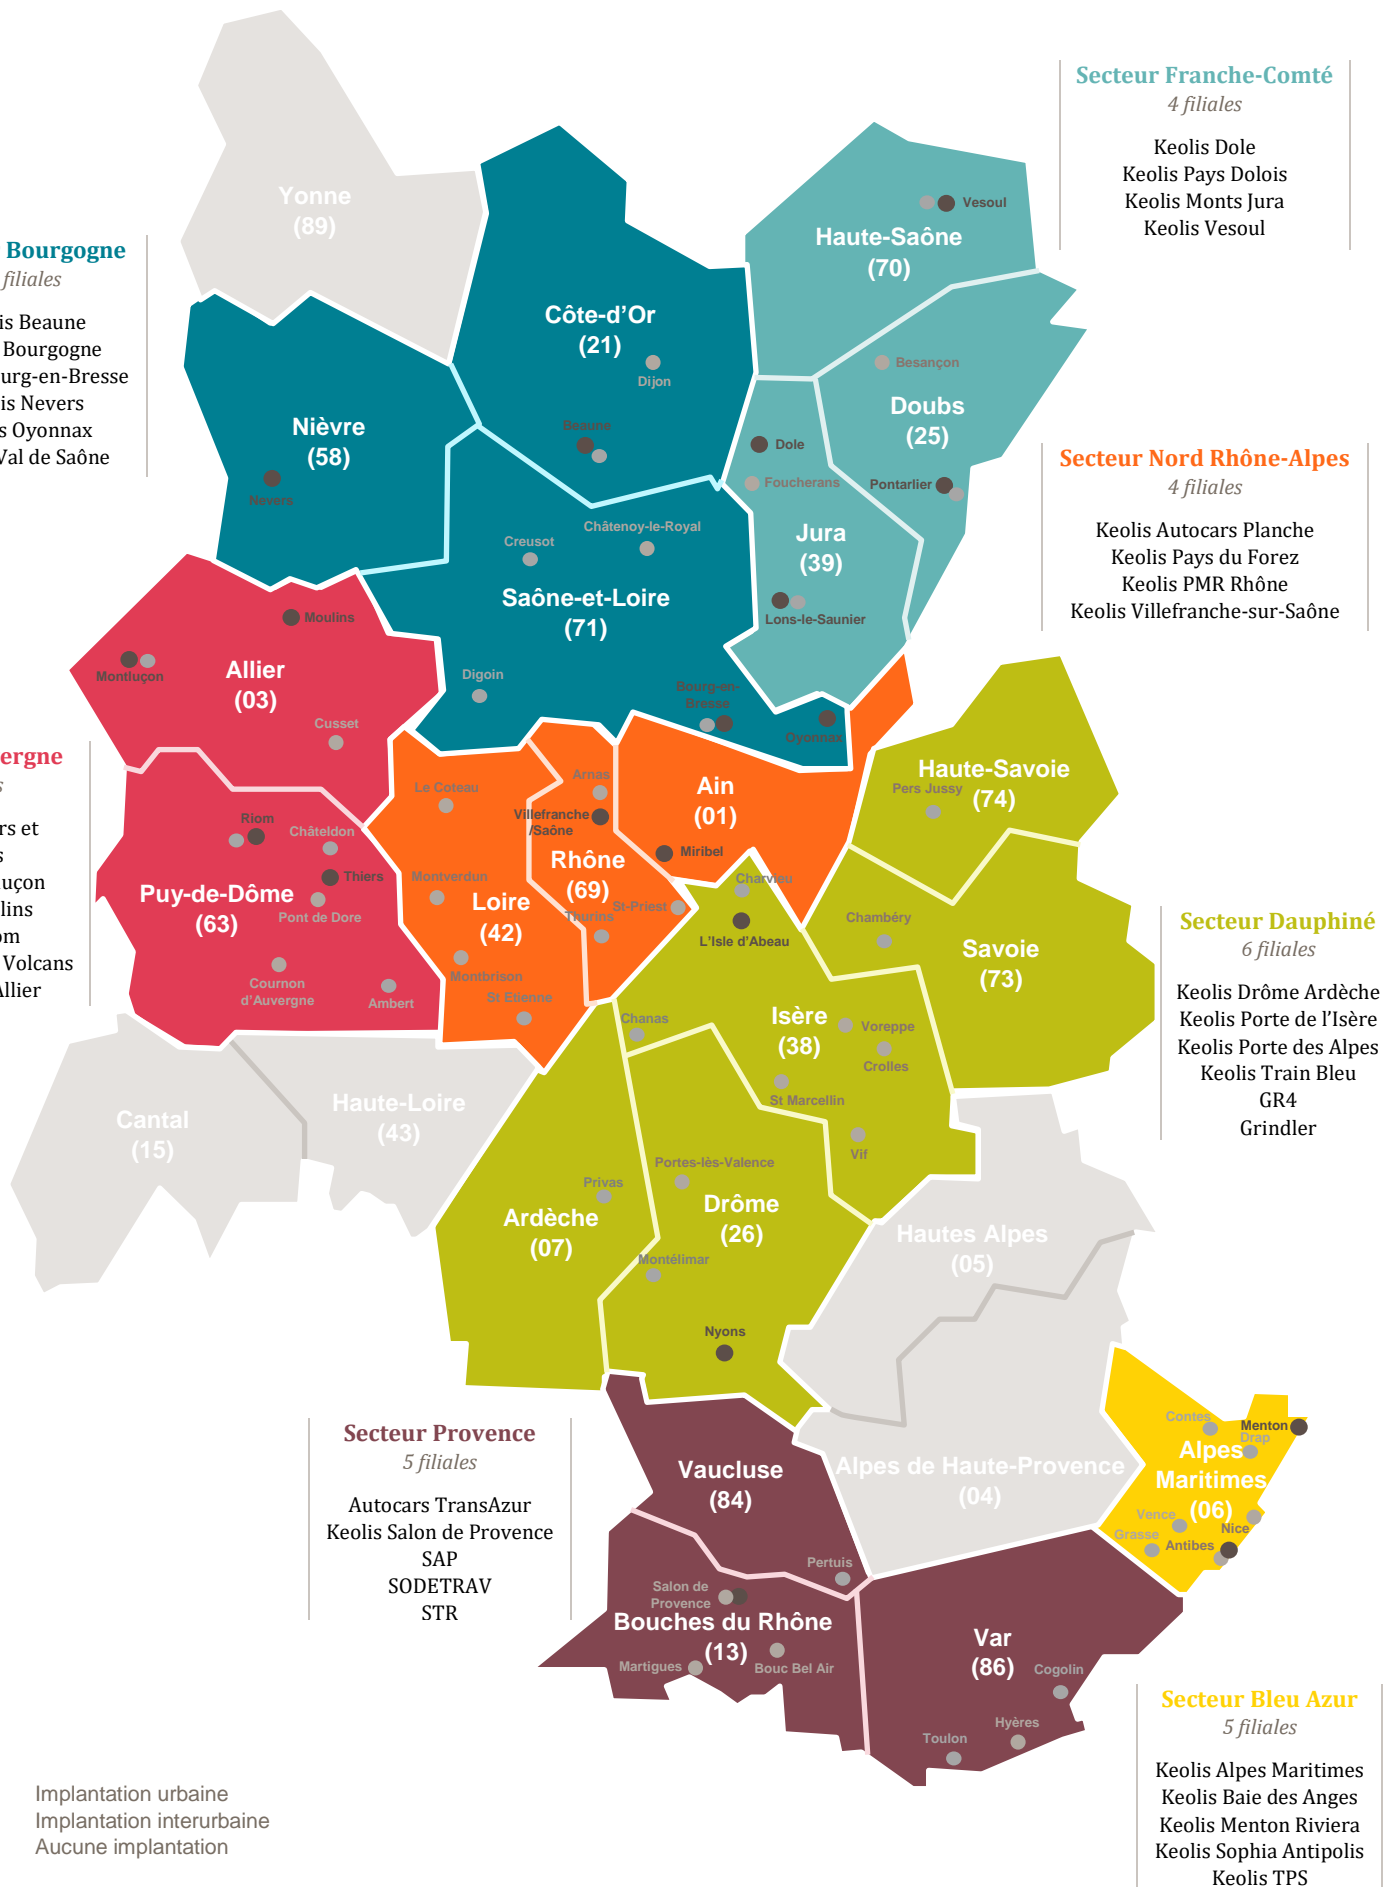 Secteur Franche-Comté
4 filiales
Keolis Dole
Keolis Pays Dolois
Keolis Monts Jura
Keolis Vesoul
Yonne
(89)
Vesoul
Haute-Saône
(70)
Bourgogne
filiales
is Beaune
Bourgogne
urg-en-Bresse
is Nevers
s Oyonnax
Val de Saône
Côte-d’Or
(21)
Dijon
Beaune
Besançon
Doubs
(25)
Nièvre
(58)
Nevers
Dole
Foucherans
Pontarlier
Jura
(39)
Lons-le-Saunier
Secteur Nord Rhône-Alpes
4 filiales
Keolis Autocars Planche
Keolis Pays du Forez
Keolis PMR Rhône
Keolis Villefranche-sur-Saône
Creusot
Châtenoy-le-Royal
Saône-et-Loire
(71)
Digoin
Bourg-en-
Bresse
Oyonnax
Moulins
Montluçon
Allier
(03)
Cusset
ergne
s
rs et
s
luçon
lins
om
Volcans
Allier
Riom
Châteldon
Thiers
Puy-de-Dôme
(63)
Pont de Dore
Cournon
d’Auvergne
Ambert
Le Coteau
Arnas
Villefranche
/Saône
Ain
(01)
Miribel
Rhône
(69)
Montverdun
Loire
(42)
Thurins
St-Priest
Montbrison
St Etienne
Haute-Savoie
Pers Jussy
(74)
Charvieu
L’Isle d’Abeau
Chambéry
Savoie
(73)
Secteur Dauphiné
6 filiales
Keolis Drôme Ardèche
Keolis Porte de l’Isère
Keolis Porte des Alpes
Keolis Train Bleu
GR4
Grindler
Chanas
Isère
(38)
Voreppe
Crolles
St Marcellin
Vif
Cantal
(15)
Haute-Loire
(43)
Privas
Ardèche
(07)
Portes-lès-Valence
Drôme
(26)
Montélimar
Nyons
Hautes Alpes
(05)
Secteur Provence
5 filiales
Autocars TransAzur
Keolis Salon de Provence
SAP
SODETRAV
STR
Vaucluse
(84)
Alpes de Haute-Provence
(04)
Contes
Menton
Drap
Alpes
Maritimes
(06)
Vence
Nice
Grasse
Antibes
Pertuis
Salon de
Provence
Bouches du Rhône
(13)
Martigues
Bouc Bel Air
Var
(86)
Cogolin
Hyères
Toulon
Secteur Bleu Azur
5 filiales
Keolis Alpes Maritimes
Keolis Baie des Anges
Keolis Menton Riviera
Keolis Sophia Antipolis
Keolis TPS
Implantation urbaine
Implantation interurbaine
Aucune implantation